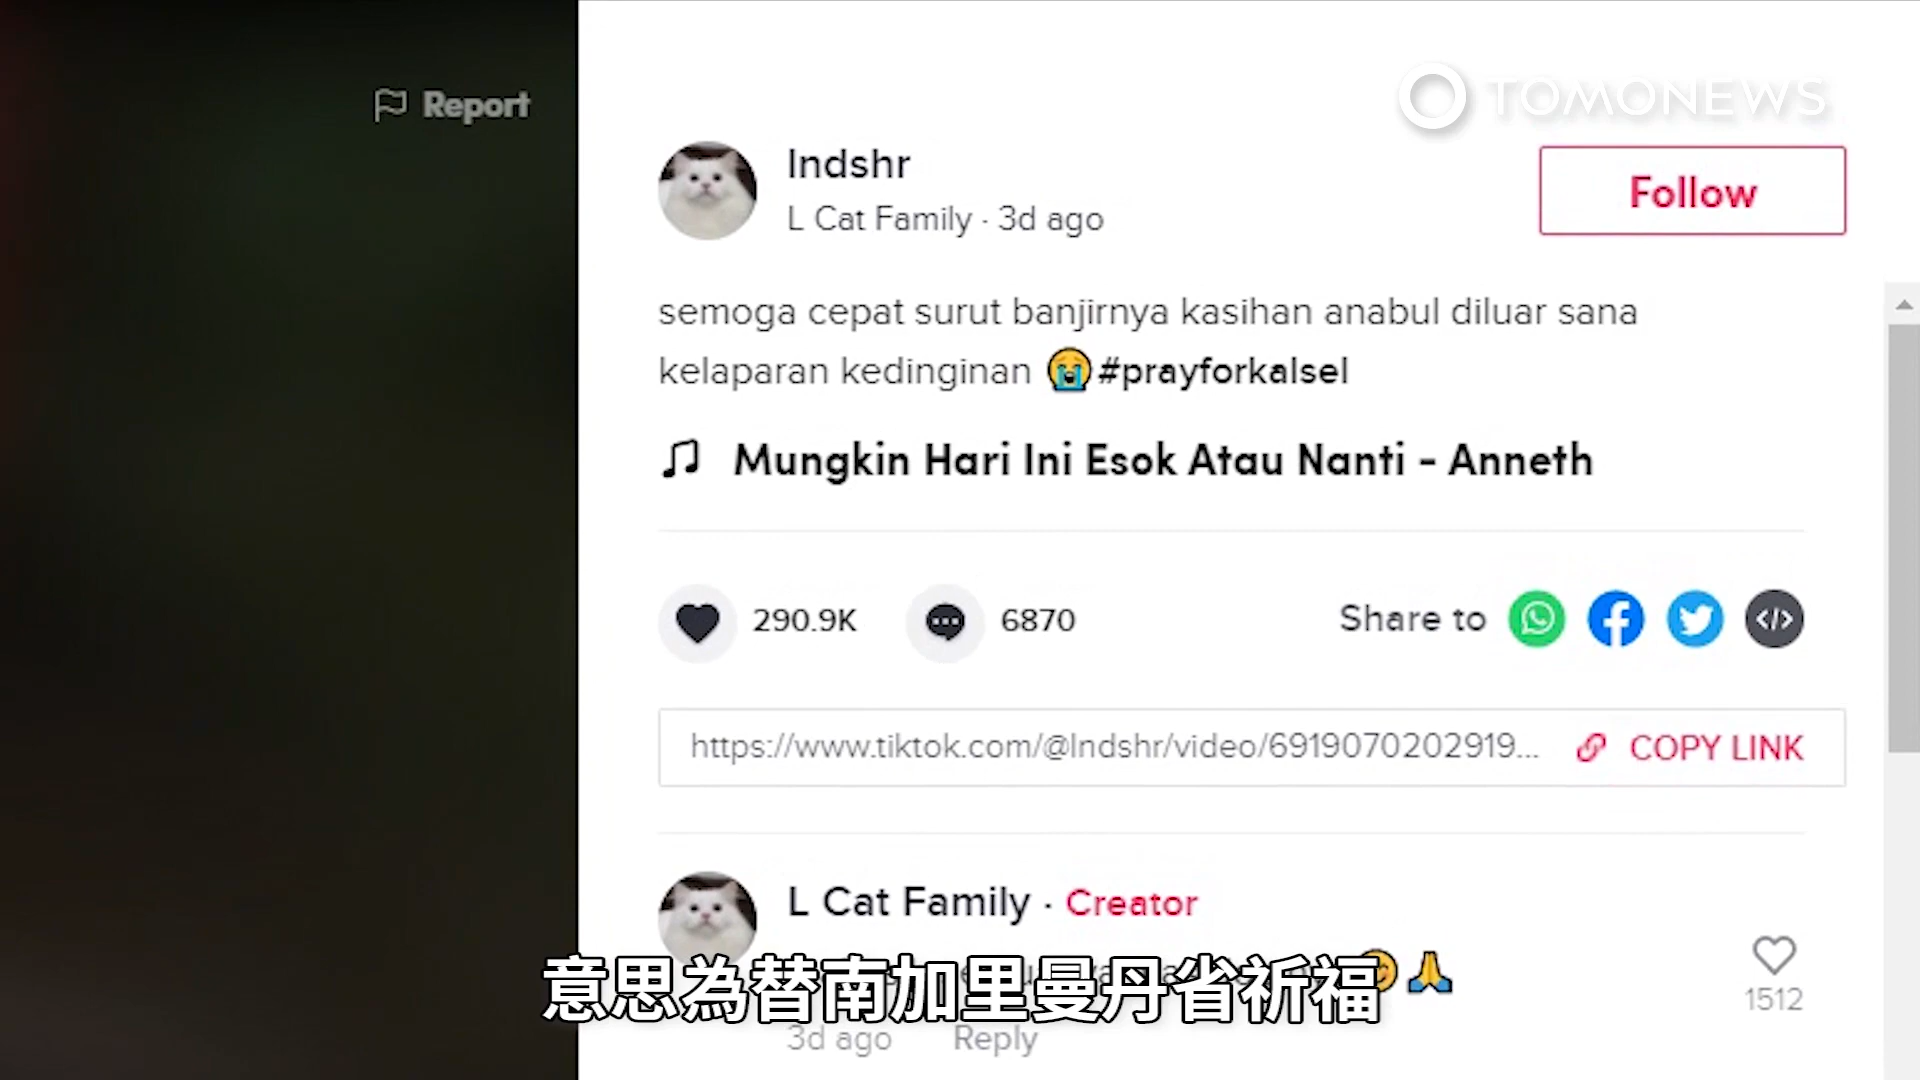 Report
TOMONEWS
lndshr
L Cat Family · 3d ago
Follow
semoga cepat surut banjirnya kasihan anabul diluar sana
kelaparan kedinginan 😭 #prayforkalsel
Mungkin Hari Ini Esok Atau Nanti - Anneth
290.9K
6870
Share to
https://www.tiktok.com/@lndshr/video/6919070202919...
COPY LINK
L Cat Family · Creator
意思為替南加里曼丹省祈福
1512
3d ago
Reply